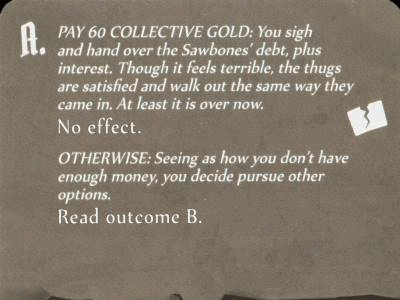 A. PAY 60 COLLECTIVE GOLD: You sigh
and hand over the Sawbones' debt, plus
interest. Though it feels terrible, the thugs
are satisfied and walk out the same way they
came in. At least it is over now.
No effect.
OTHERWISE: Seeing as how you don't have
enough money, you decide pursue other
options.
Read outcome B.